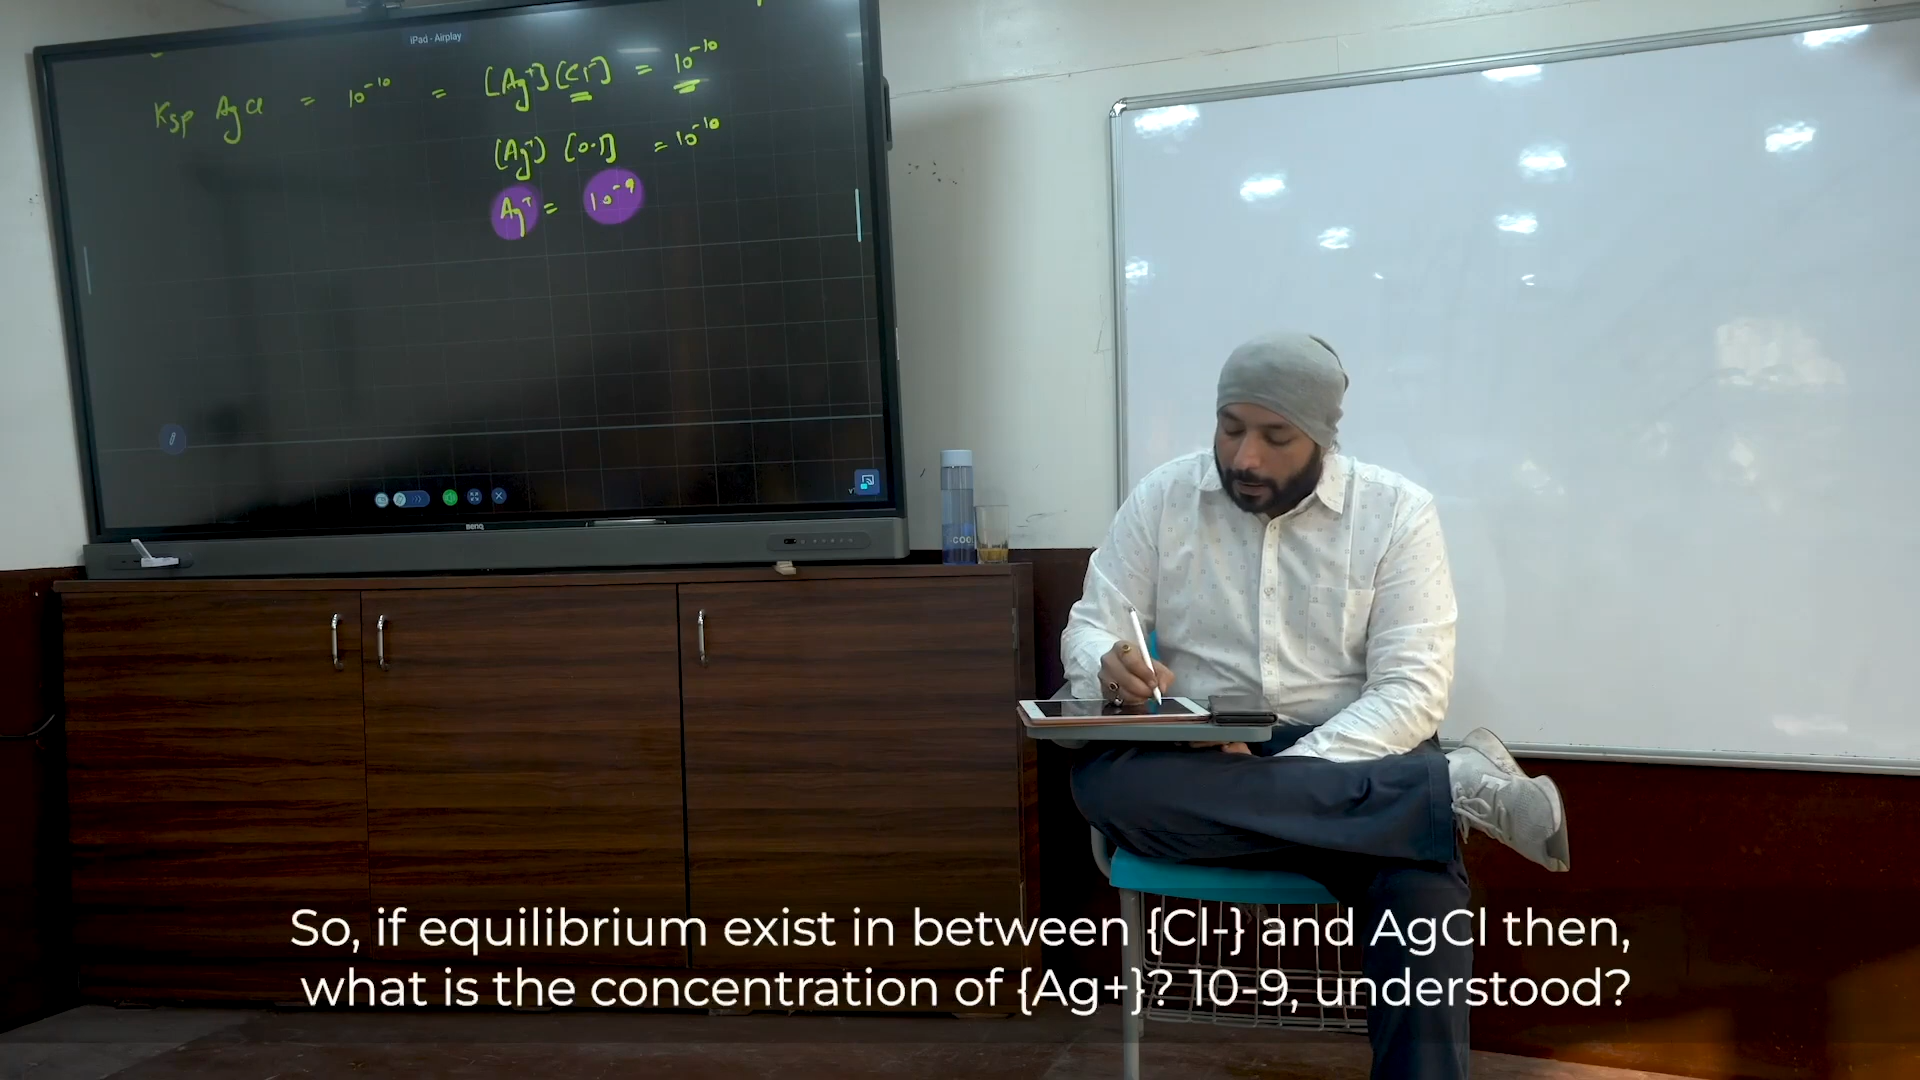 iPad - Airplay
Ksp AgCl = 10⁻¹⁰ = [Ag⁺] [Cl⁻] = 10⁻¹⁰
[Ag⁺] [0.1] = 10⁻¹⁰
Ag⁺ = 10⁻⁹
BenQ
COOL
So, if equilibrium exist in between {Cl-} and AgCl then,
what is the concentration of {Ag+}? 10-9, understood?